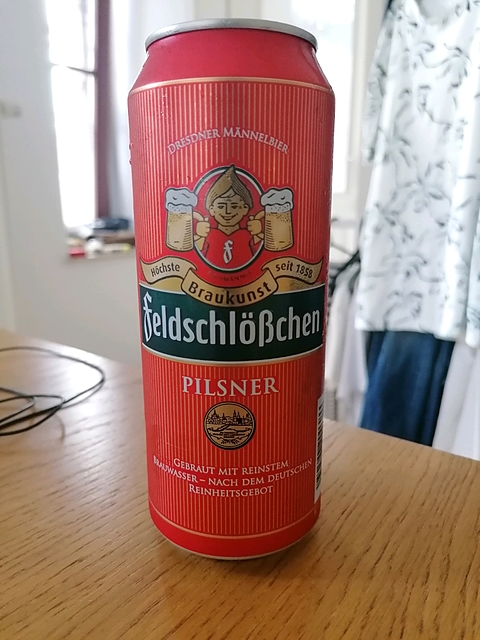 DRESDNER MÄNNELBIER
f
Höchste Braukunst seit 1858
Feldschlößchen
PILSNER
GEBRAUT MIT REINSTEM
BRAUWASSER – NACH DEM DEUTSCHEN
REINHEITSGEBOT